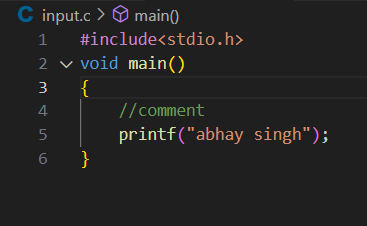 input.c > main()
1 #include<stdio.h>
2 void main()
3 {
4 //comment
5 printf("abhay singh");
6 }